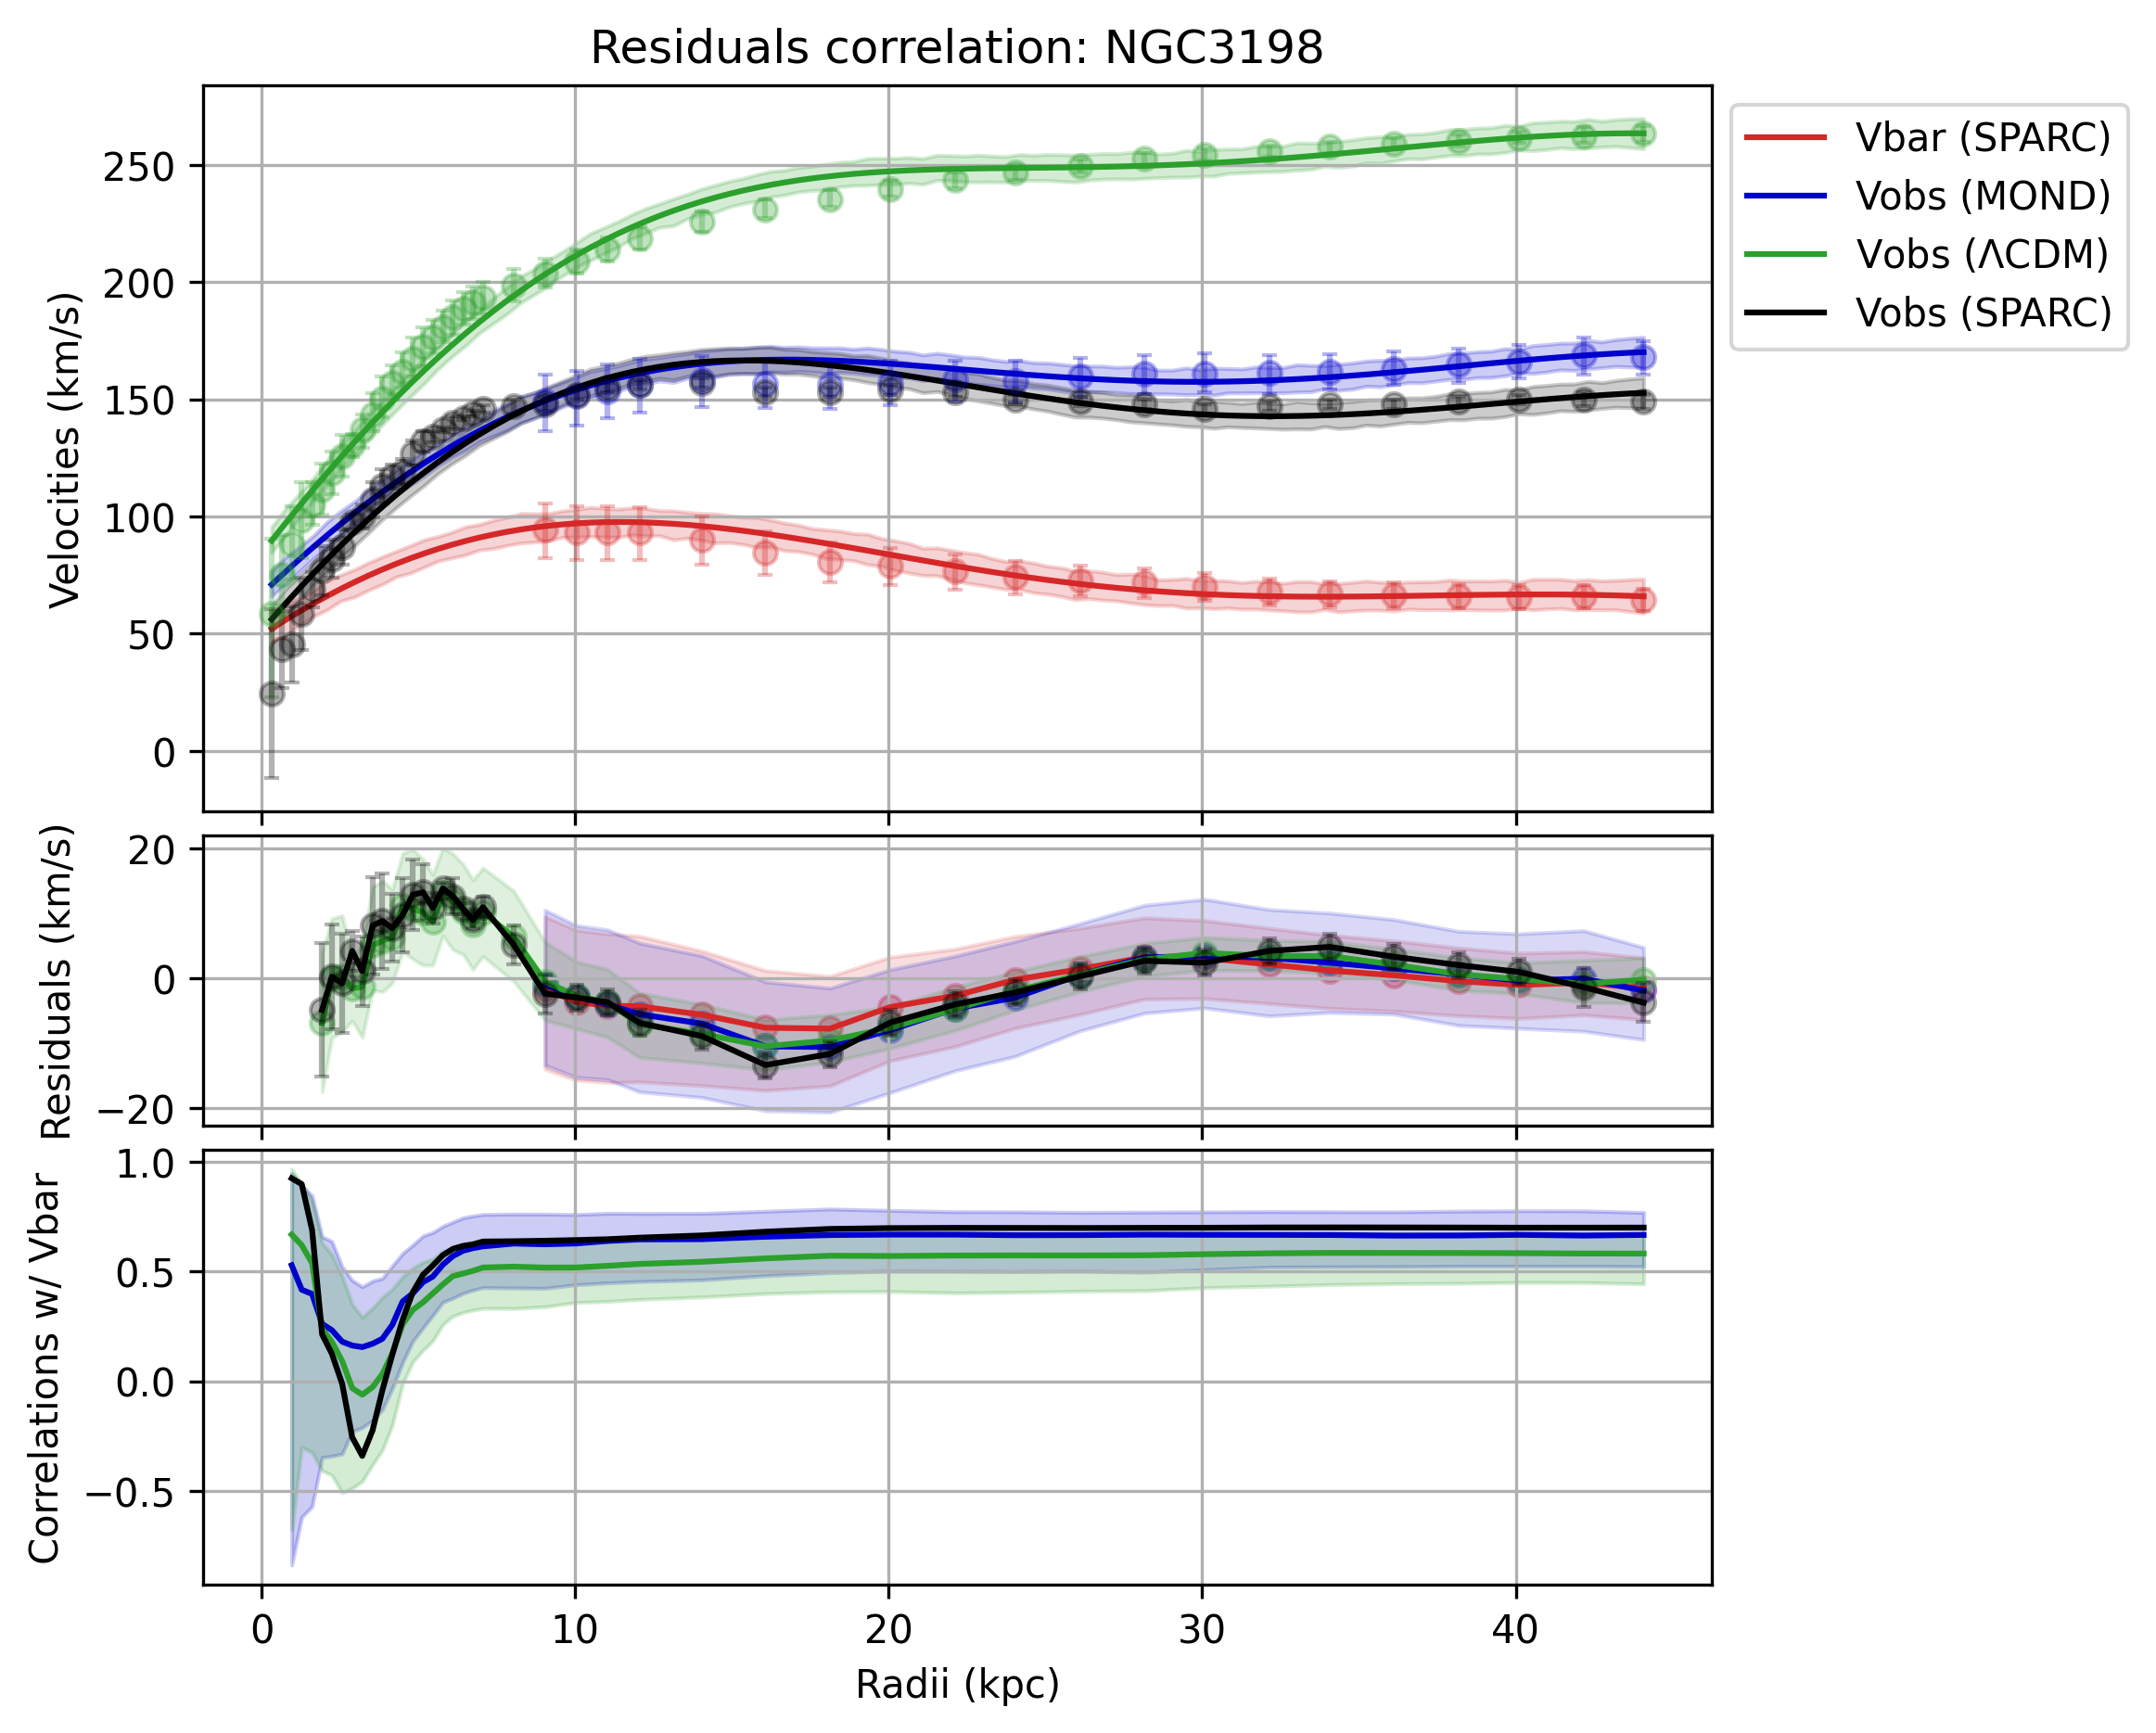 Residuals correlation: NGC3198
Velocities (km/s)
250
200
150
100
50
0
Vbar (SPARC)
Vobs (MOND)
Vobs (ΛCDM)
Vobs (SPARC)
Residuals (km/s)
20
0
−20
Correlations w/ Vbar
1.0
0.5
0.0
−0.5
0 10 20 30 40
Radii (kpc)